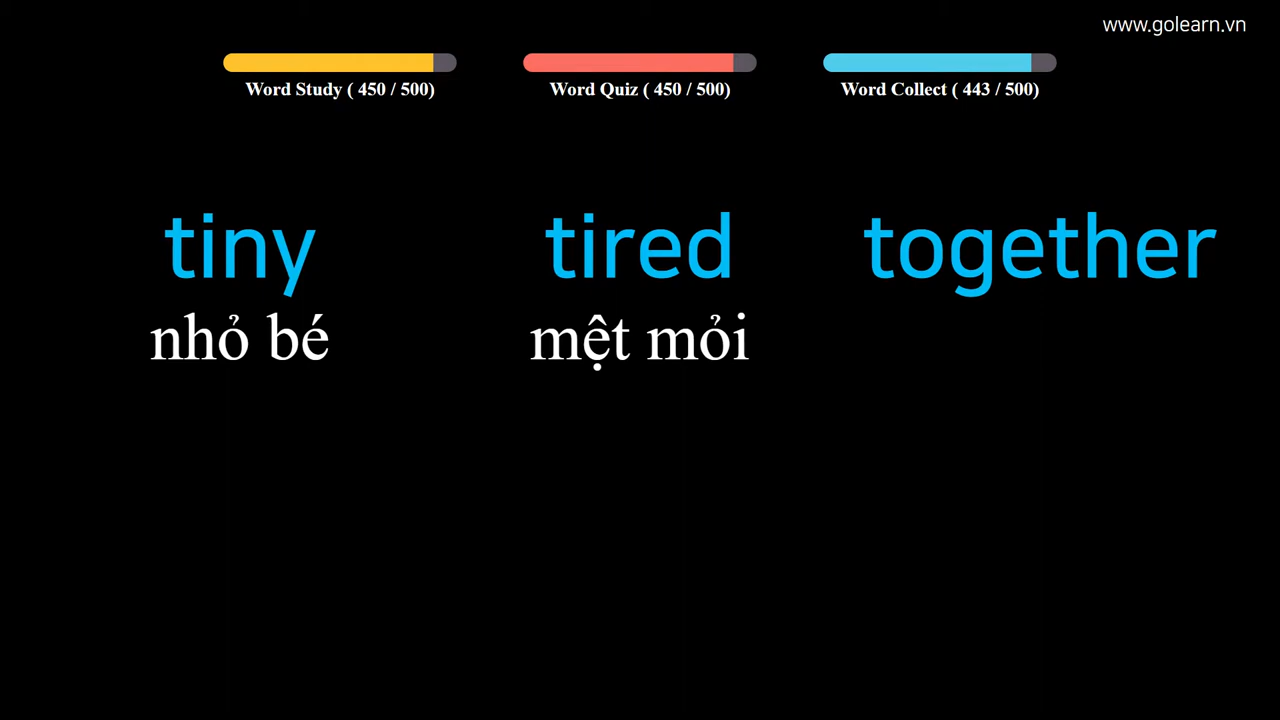 www.golearn.vn
Word Study ( 450 / 500)
Word Quiz ( 450 / 500)
Word Collect ( 443 / 500)
tiny
tired
together
nhỏ bé
mệt mỏi